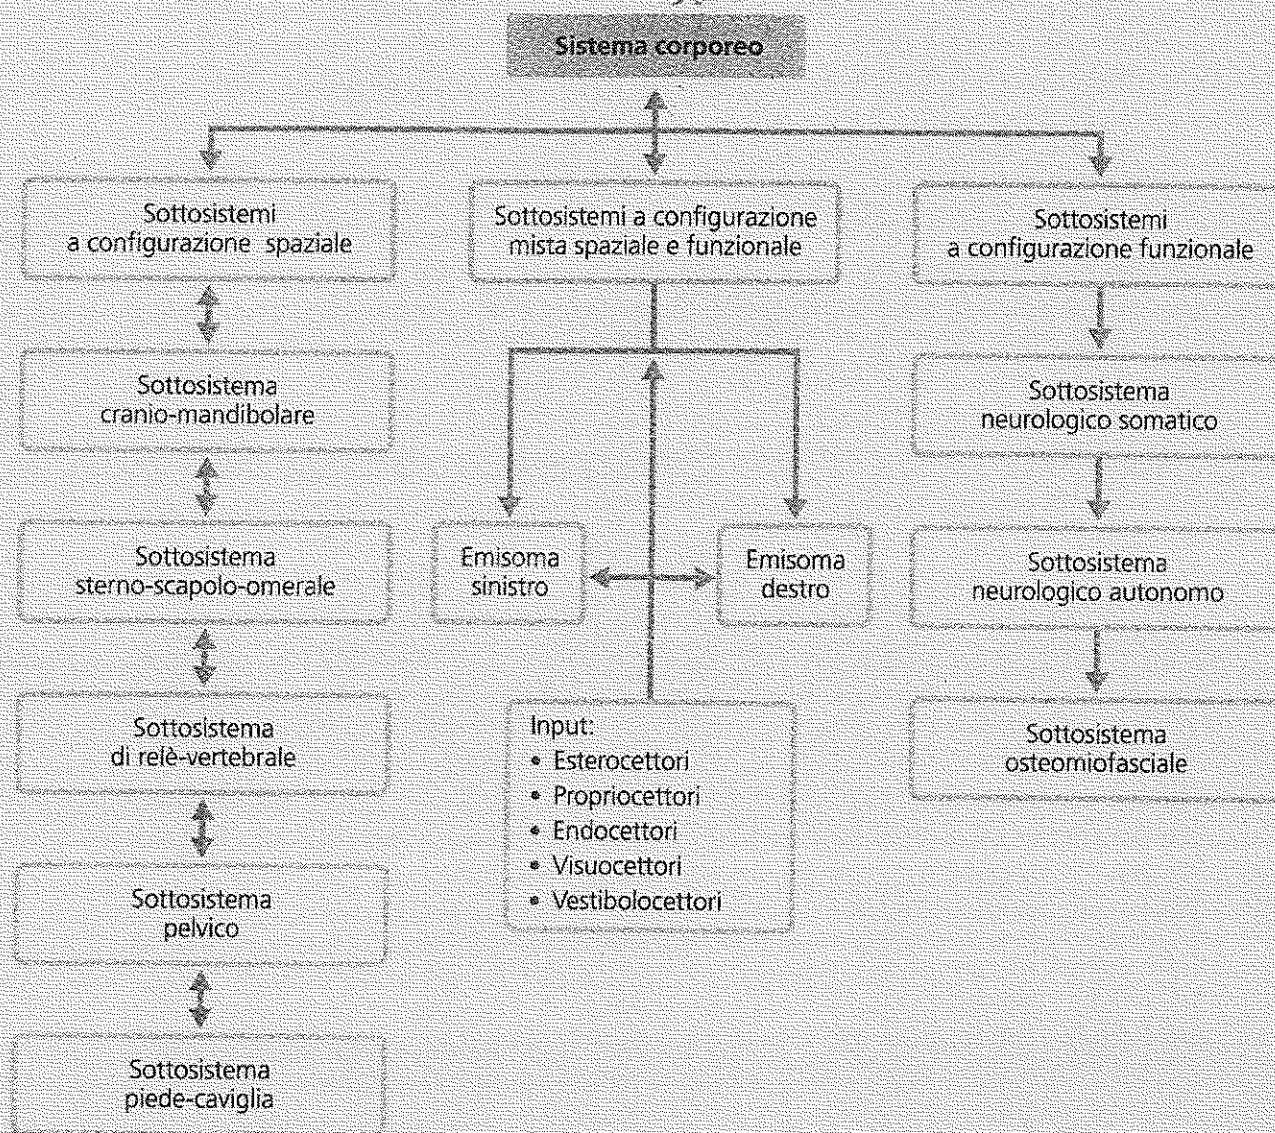 Sistema corporeo
Sottosistemi
a configurazione spaziale
Sottosistema
cranio-mandibolare
Sottosistema
sterno-scapolo-omerale
Sottosistema
di relè-vertebrale
Sottosistema
pelvico
Sottosistema
piede-caviglia
Sottosistemi a configurazione
mista spaziale e funzionale
Emisoma
sinistro
Emisoma
destro
Input:
• Esterocettori
• Propriocettori
• Endocettori
• Visuocettori
• Vestibolocettori
Sottosistemi
a configurazione funzionale
Sottosistema
neurologico somatico
Sottosistema
neurologico autonomo
Sottosistema
osteomiofasciale